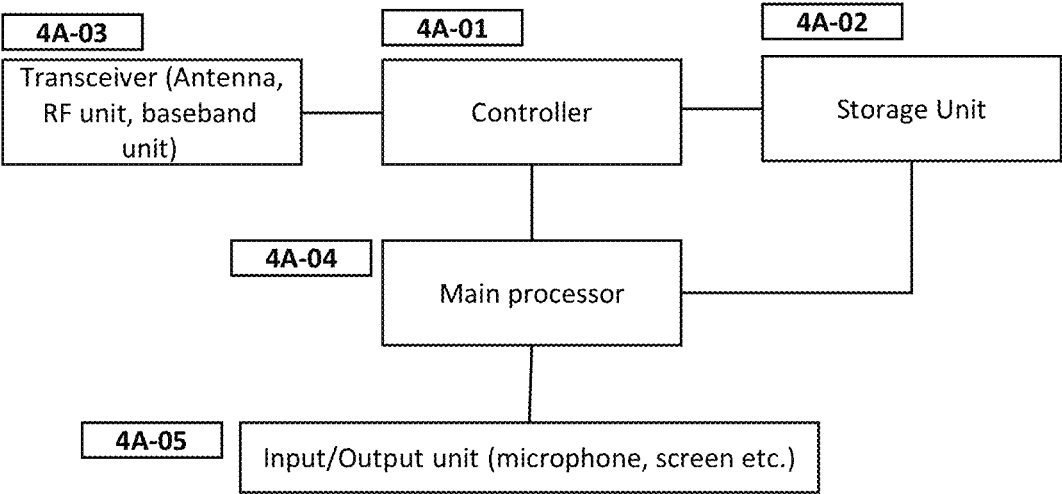 4A-03
4A-01
4A-02
Transceiver (Antenna,
RF unit, baseband
unit)
Controller
Storage Unit
4A-04
Main processor
4A-05
Input/Output unit (microphone, screen etc.)